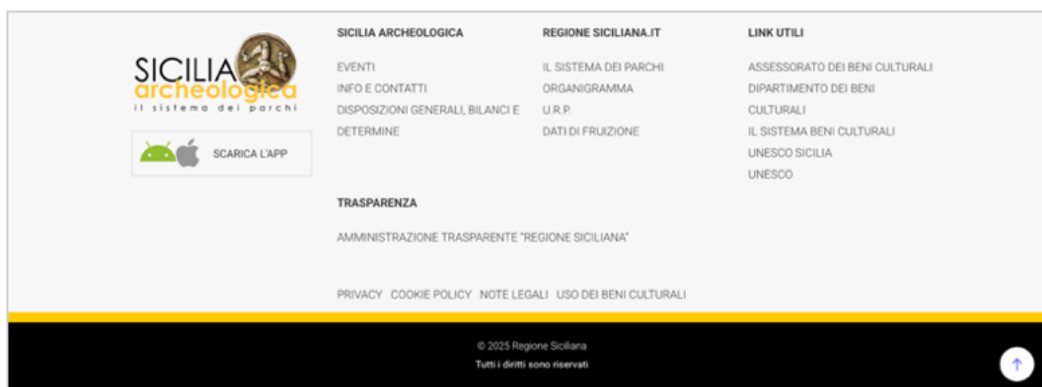 SICILIA
archeologica
il sistema dei parchi
SCARICA L'APP
SICILIA ARCHEOLOGICA
EVENTI
INFO E CONTATTI
DISPOSIZIONI GENERALI, BILANCI E
DETERMINE
REGIONE SICILIANA.IT
IL SISTEMA DEI PARCHI
ORGANIGRAMMA
U.R.P.
DATI DI FRUIZIONE
LINK UTILI
ASSESSORATO DEI BENI CULTURALI
DIPARTIMENTO DEI BENI
CULTURALI
IL SISTEMA BENI CULTURALI
UNESCO SICILIA
UNESCO
TRASPARENZA
AMMINISTRAZIONE TRASPARENTE "REGIONE SICILIANA"
PRIVACY COOKIE POLICY NOTE LEGALI USO DEI BENI CULTURALI
© 2025 Regione Siciliana
Tutti i diritti sono riservati